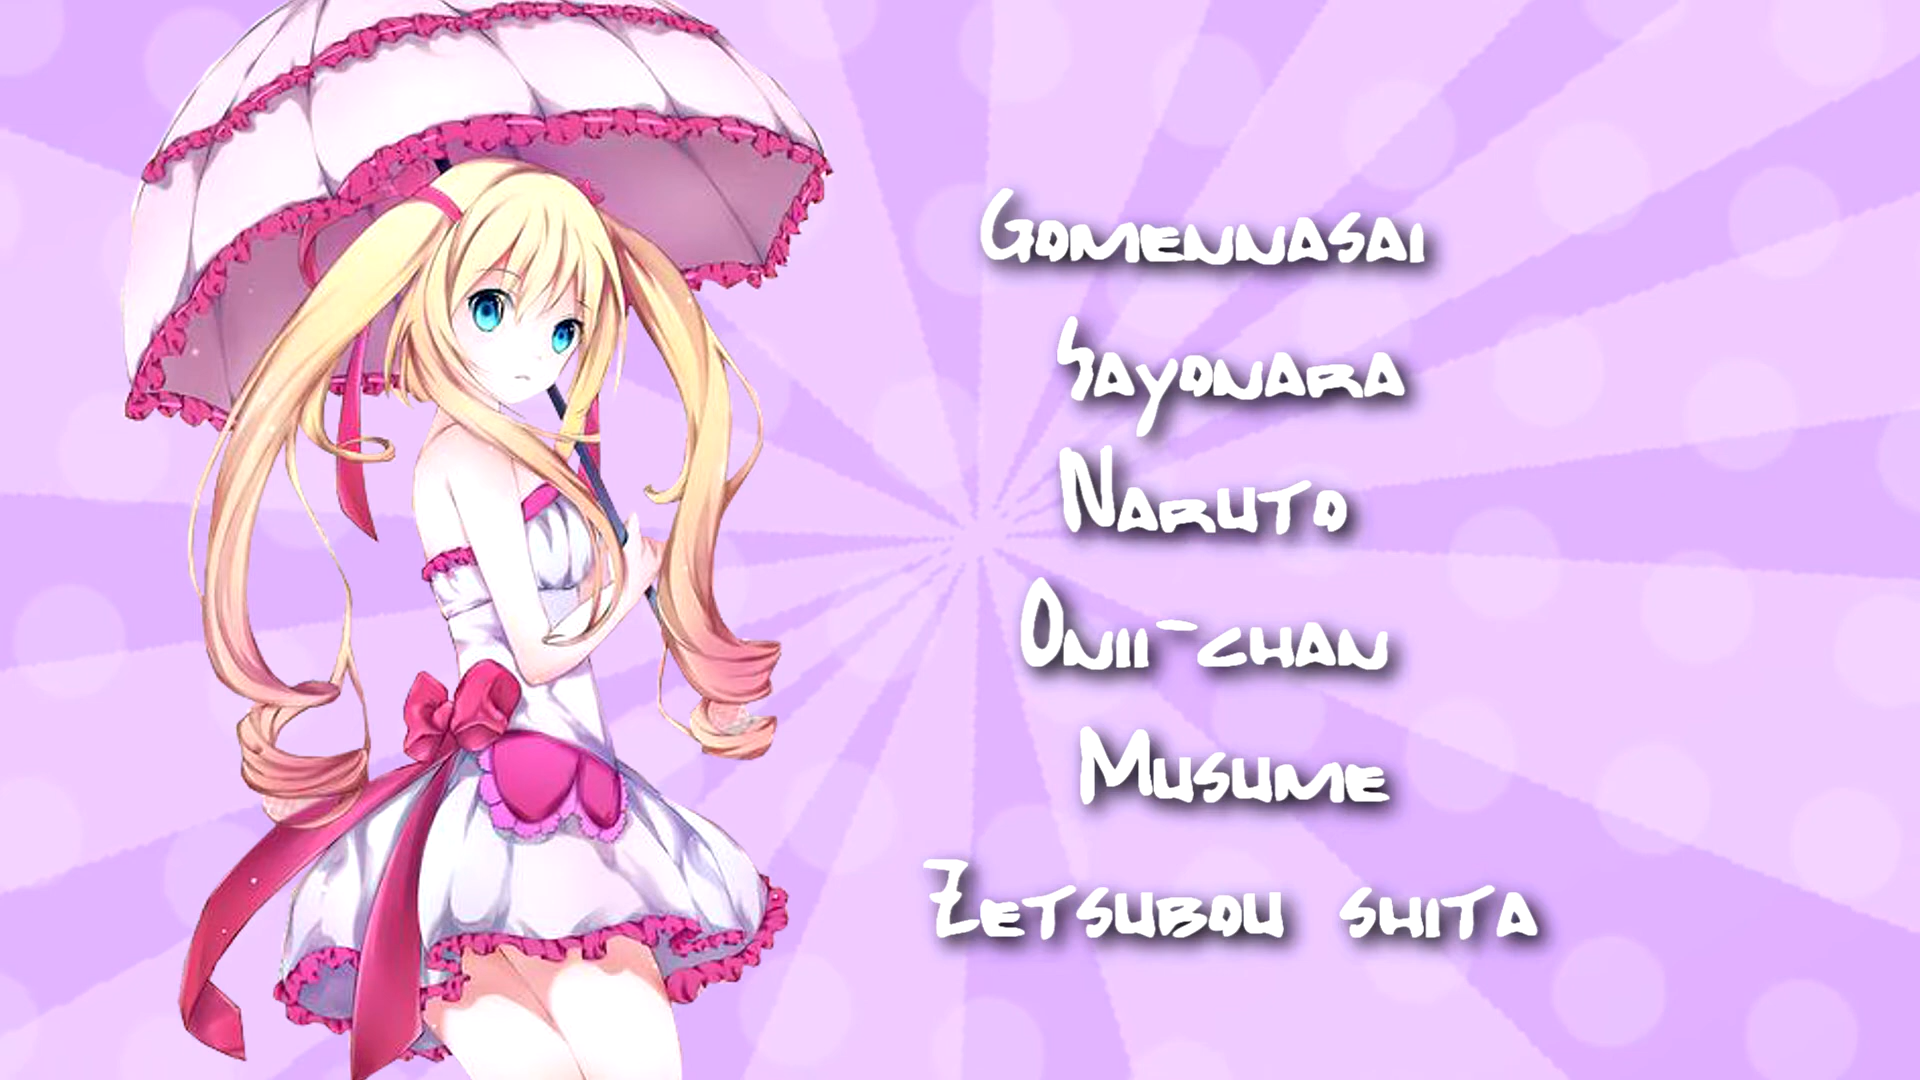 Gomennasai
Sayonara
Naruto
Onii-chan
Musume
Zetsubou shita